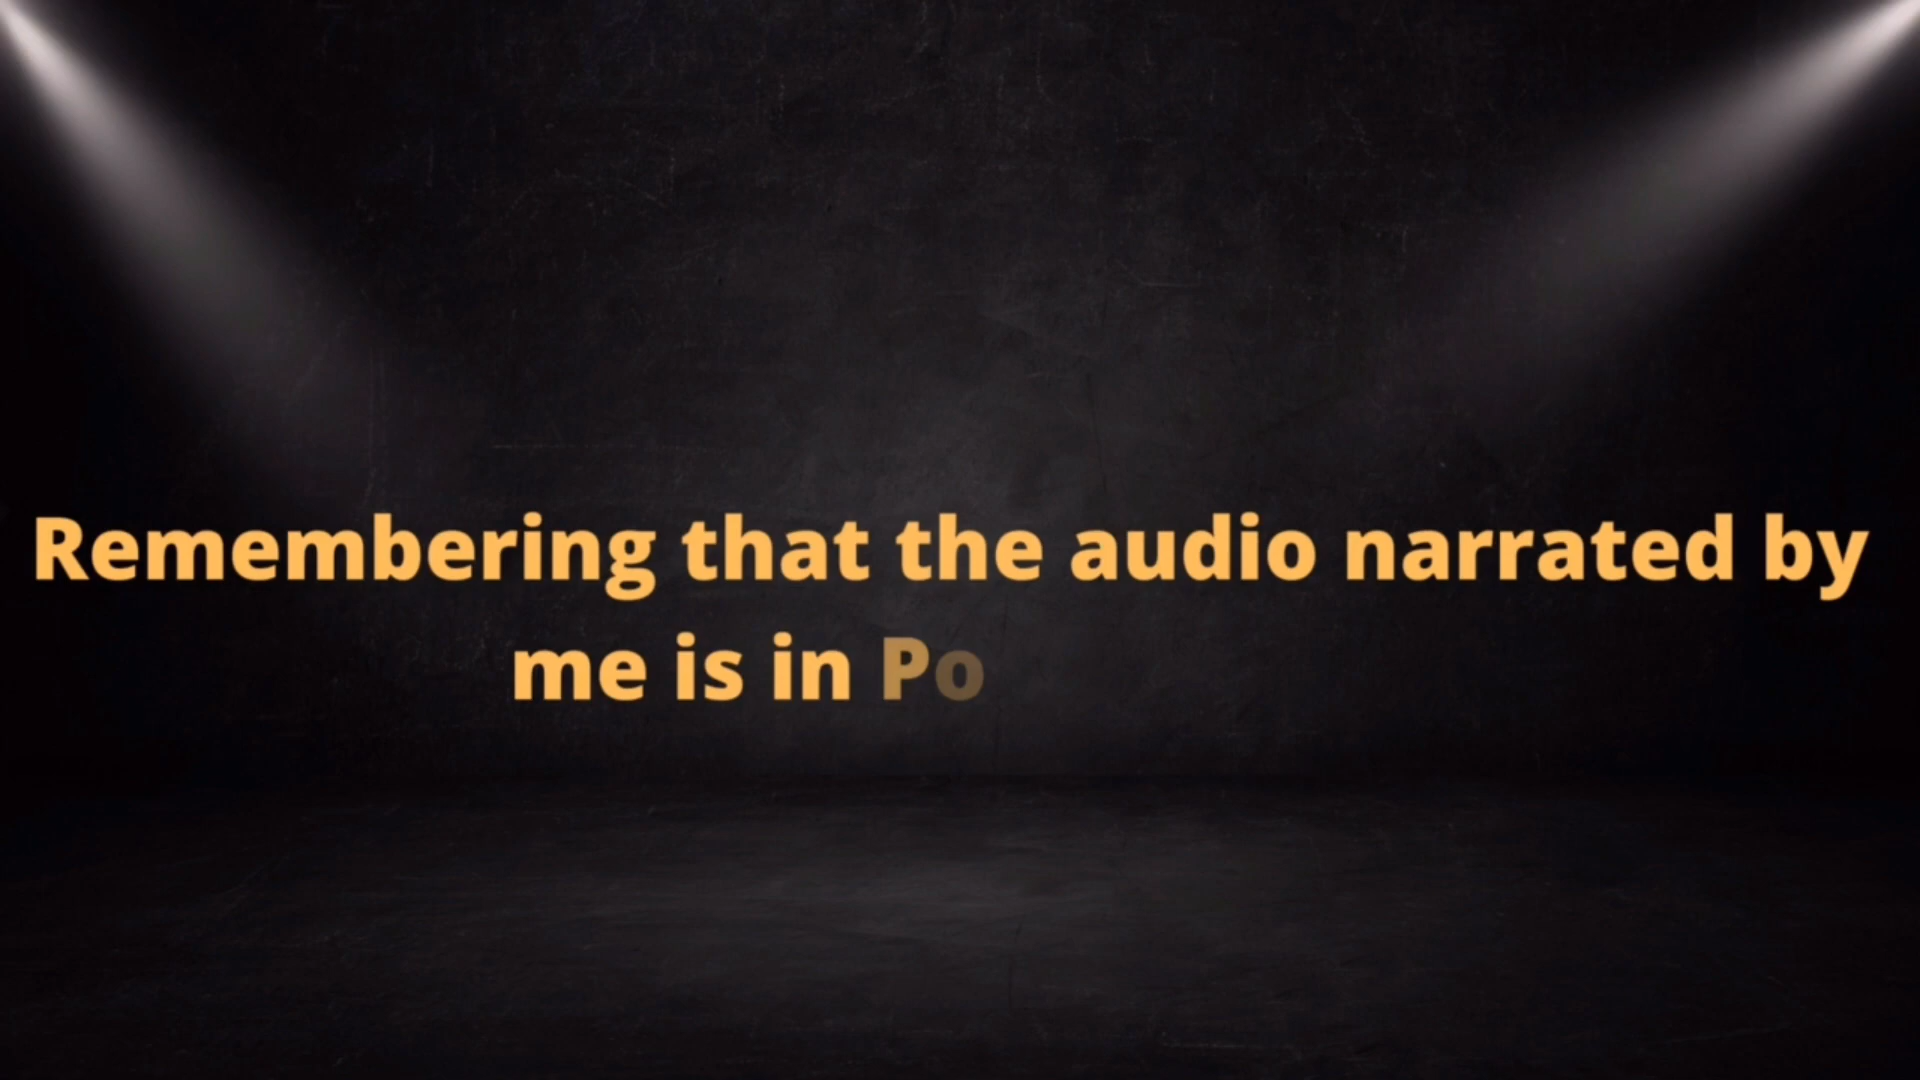 Remembering that the audio narrated by
me is in Po